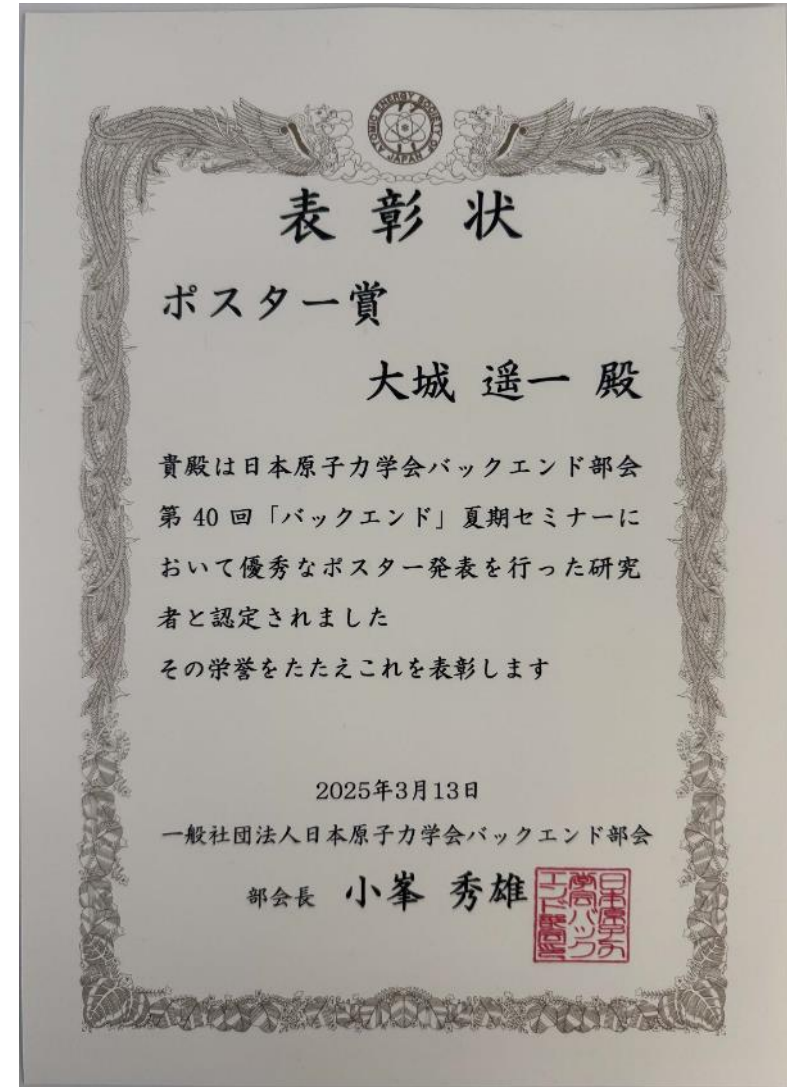 ATOMIC ENERGY SOCIETY OF JAPAN
表彰状
ポスター賞
大城 遥一 殿
貴殿は日本原子力学会バックエンド部会
第 40 回「バックエンド」夏期セミナーに
おいて優秀なポスター発表を行った研究
者と認定されました
その栄誉をたたえこれを表彰します
2025年3月13日
一般社団法人日本原子力学会バックエンド部会
部会長 小峯 秀雄